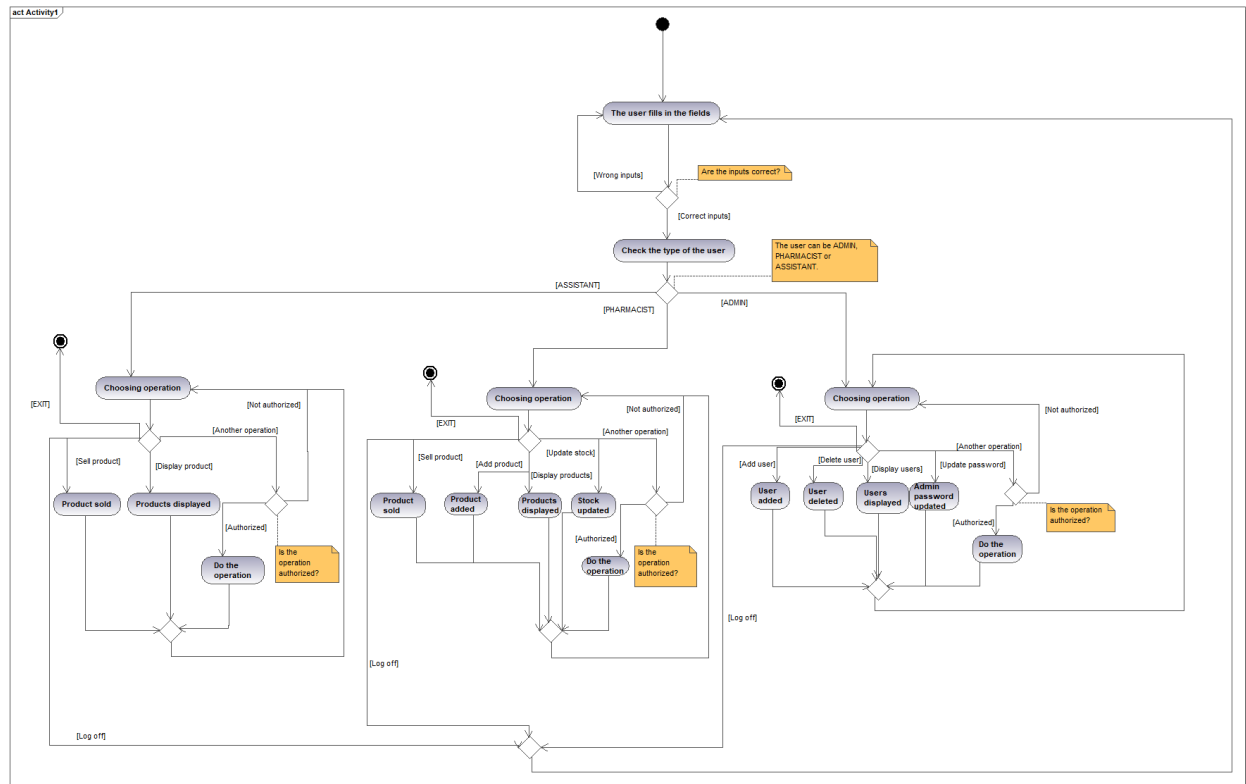 act Activity1
The user fills in the fields
[Wrong inputs]
Are the inputs correct?
[Correct inputs]
Check the type of the user
The user can be ADMIN,
PHARMACIST or
ASSISTANT.
[ASSISTANT]
[PHARMACIST]
[ADMIN]
Choosing operation
[EXIT]
[Not authorized]
[Another operation]
[Sell product]
[Display product]
Product sold
Products displayed
[Authorized]
Do the
operation
Is the
operation
authorized?
[Log off]
Choosing operation
[EXIT]
[Not authorized]
[Another operation]
[Sell product]
[Add product]
[Update stock]
[Display products]
Product
sold
Product
added
Products
displayed
Stock
updated
[Authorized]
Do the
operation
Is the
operation
authorized?
[Log off]
Choosing operation
[EXIT]
[Not authorized]
[Another operation]
[Add user]
[Delete user]
[Display users]
[Update password]
User
added
User
deleted
Users
displayed
Admin
password
updated
[Authorized]
Do the
operation
Is the operation
authorized?
[Log off]